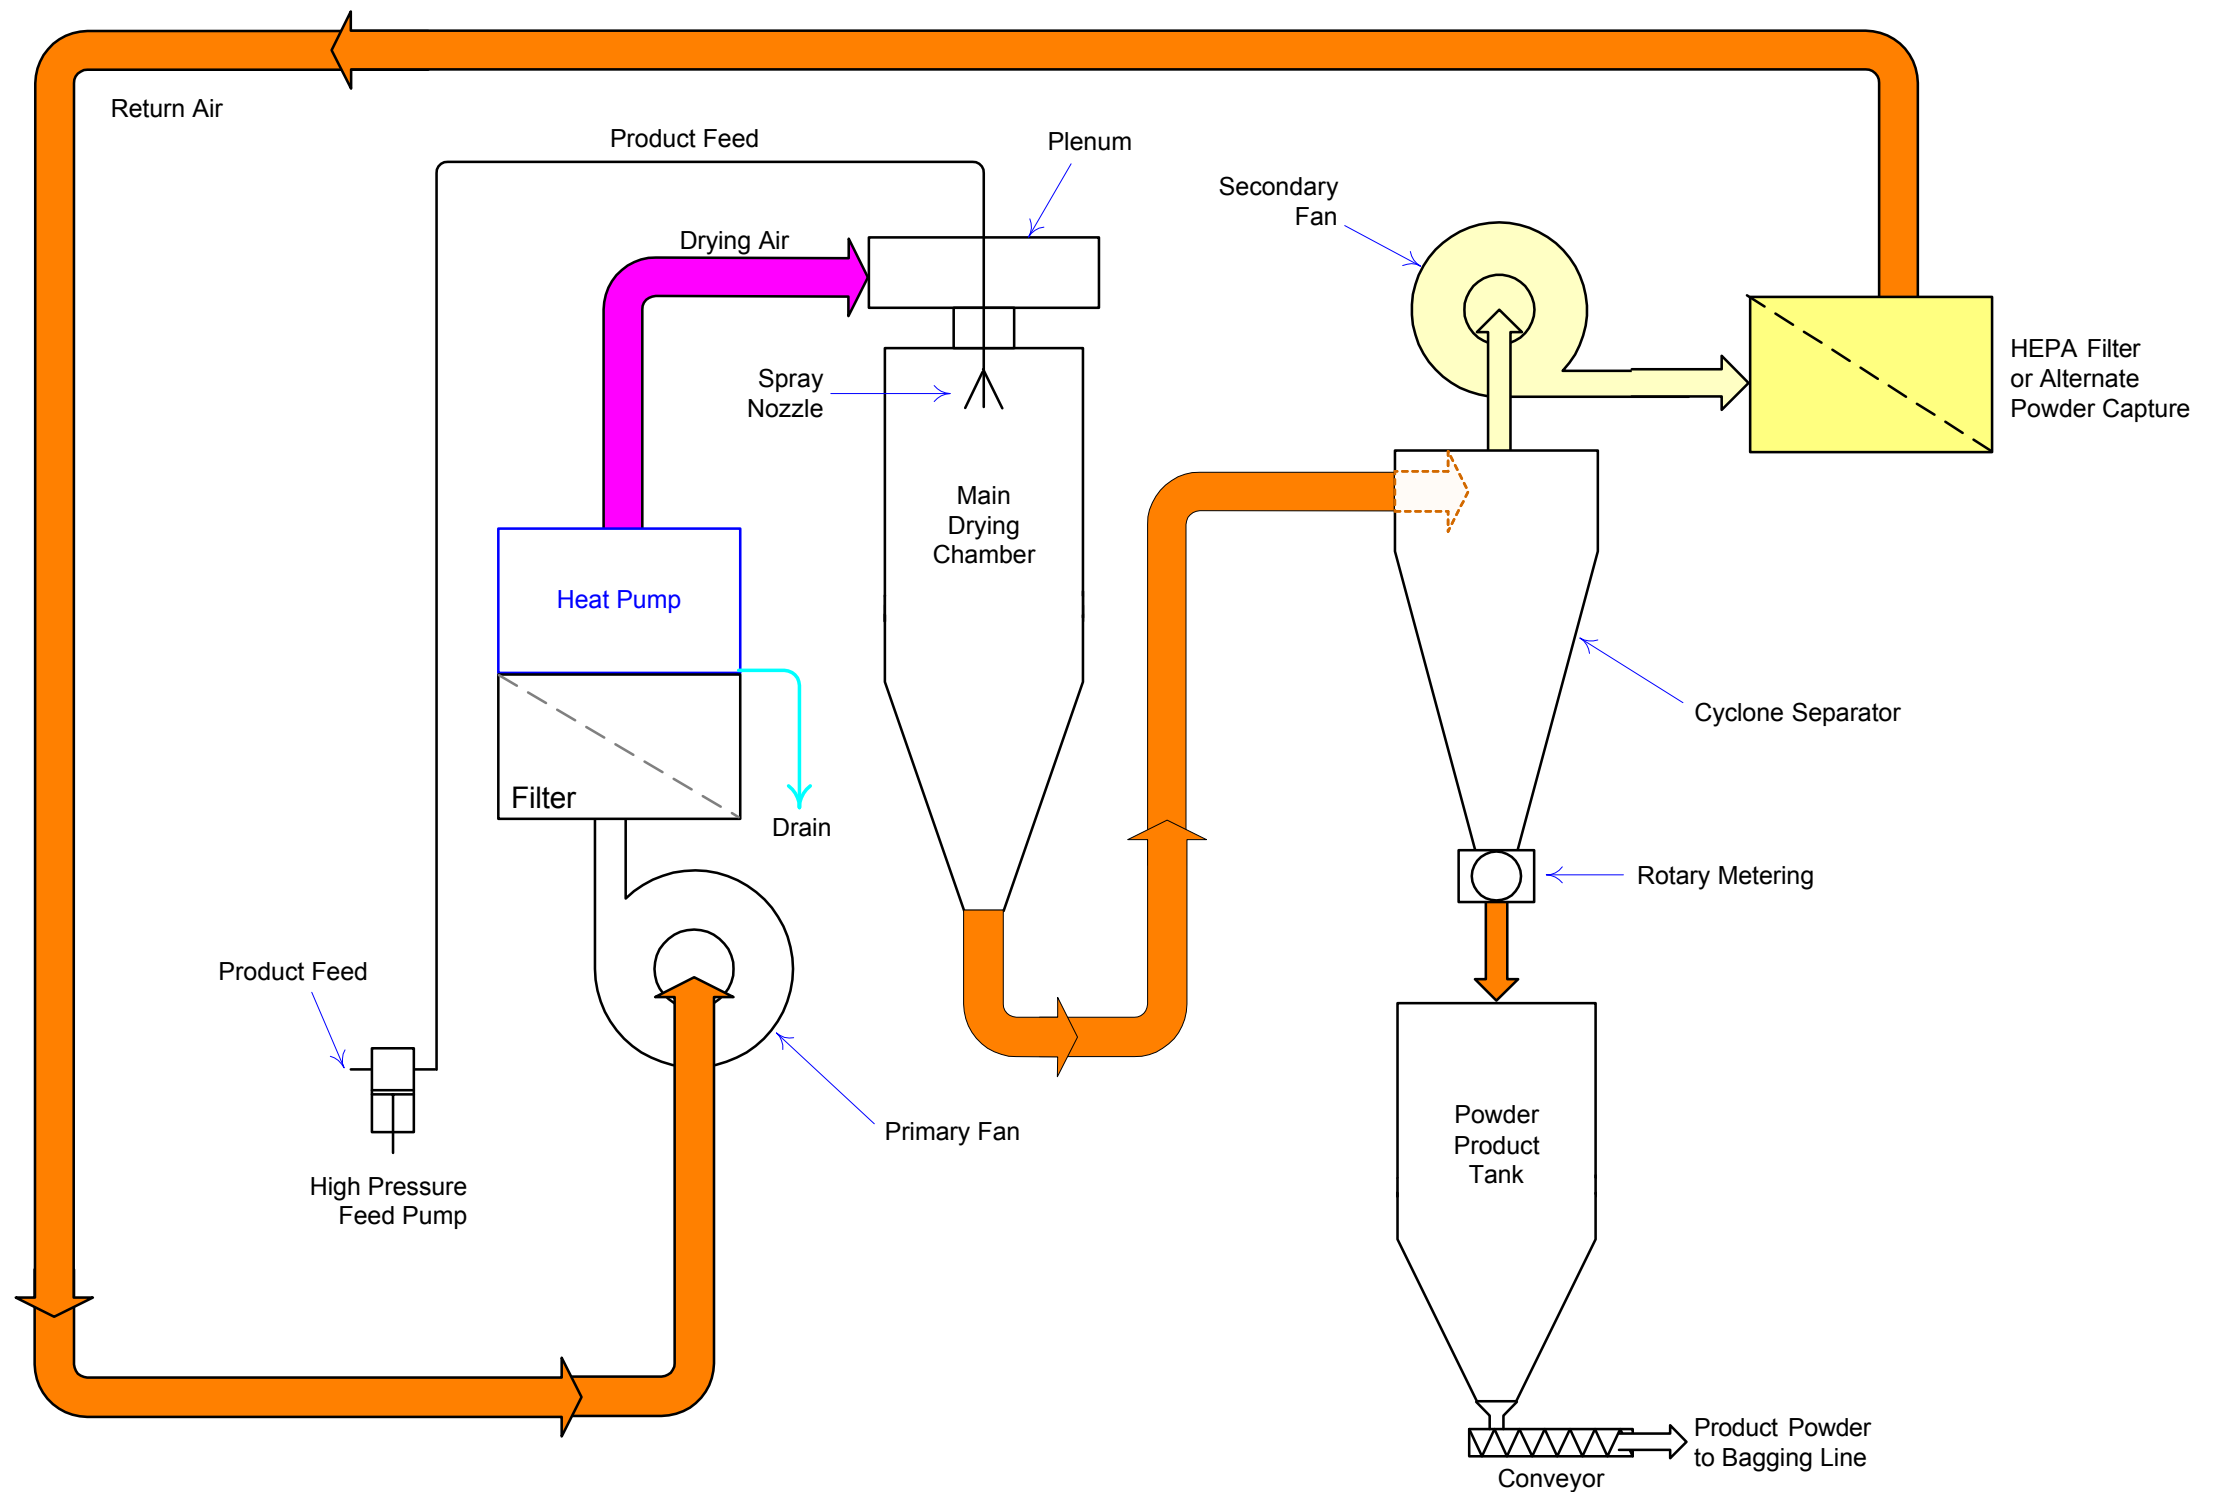 Return Air
Product Feed
Plenum
Secondary
Fan
Drying Air
HEPA Filter
or Alternate
Powder Capture
Spray
Nozzle
Main
Drying
Chamber
Heat Pump
Cyclone Separator
Filter
Drain
Rotary Metering
Product Feed
High Pressure
Feed Pump
Primary Fan
Powder
Product
Tank
Product Powder
to Bagging Line
Conveyor